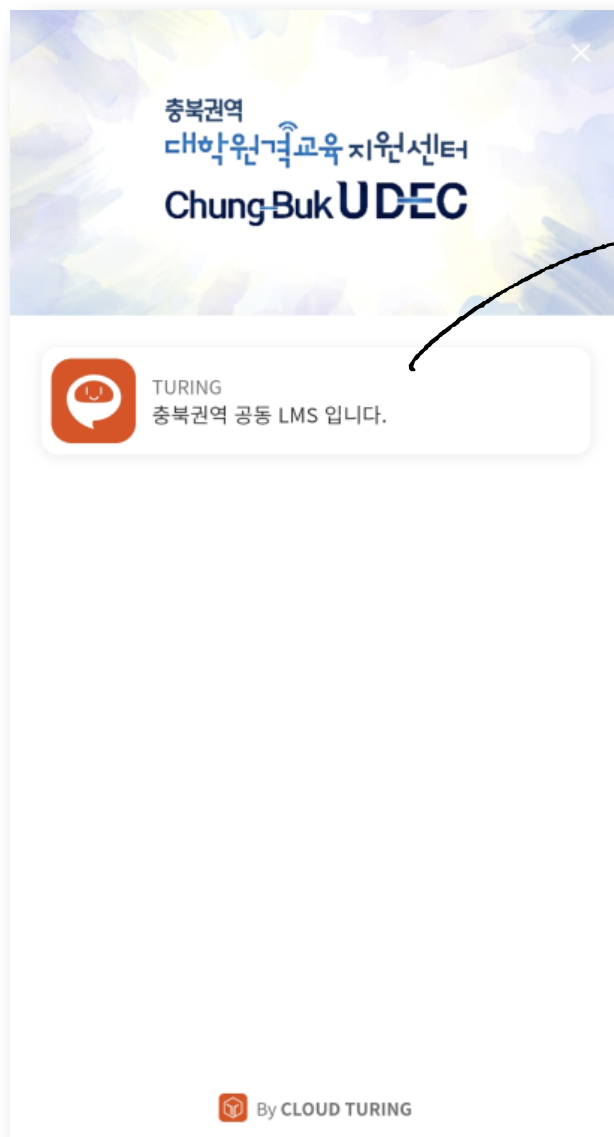 충북권역
대학원격교육지원센터
Chung-Buk UDEC
TURING
충북권역 공동 LMS 입니다.
By CLOUD TURING